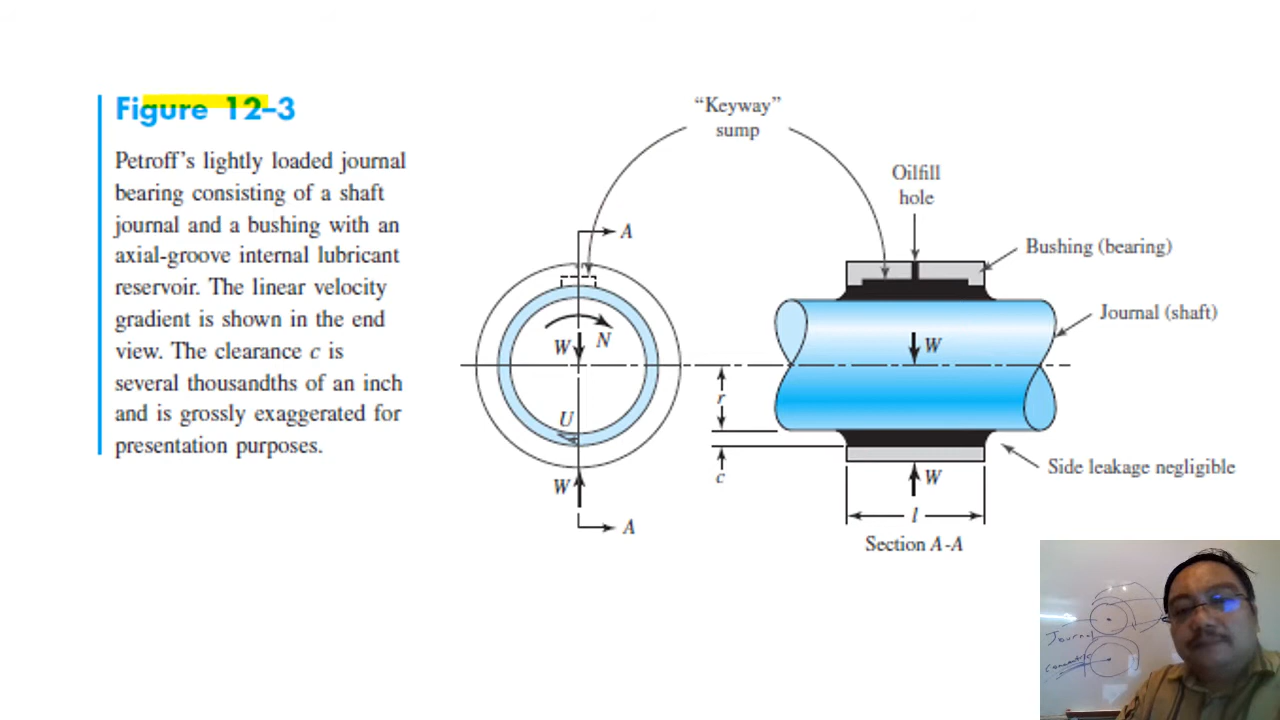 Figure 12–3
Petroff's lightly loaded journal
bearing consisting of a shaft
journal and a bushing with an
axial-groove internal lubricant
reservoir. The linear velocity
gradient is shown in the end
view. The clearance c is
several thousandths of an inch
and is grossly exaggerated for
presentation purposes.
“Keyway”
sump
Oilfill
hole
A
Bushing (bearing)
Journal (shaft)
W
N
W
r
U
c
Side leakage negligible
W
W
l
A
Section A-A
Journal
concentric